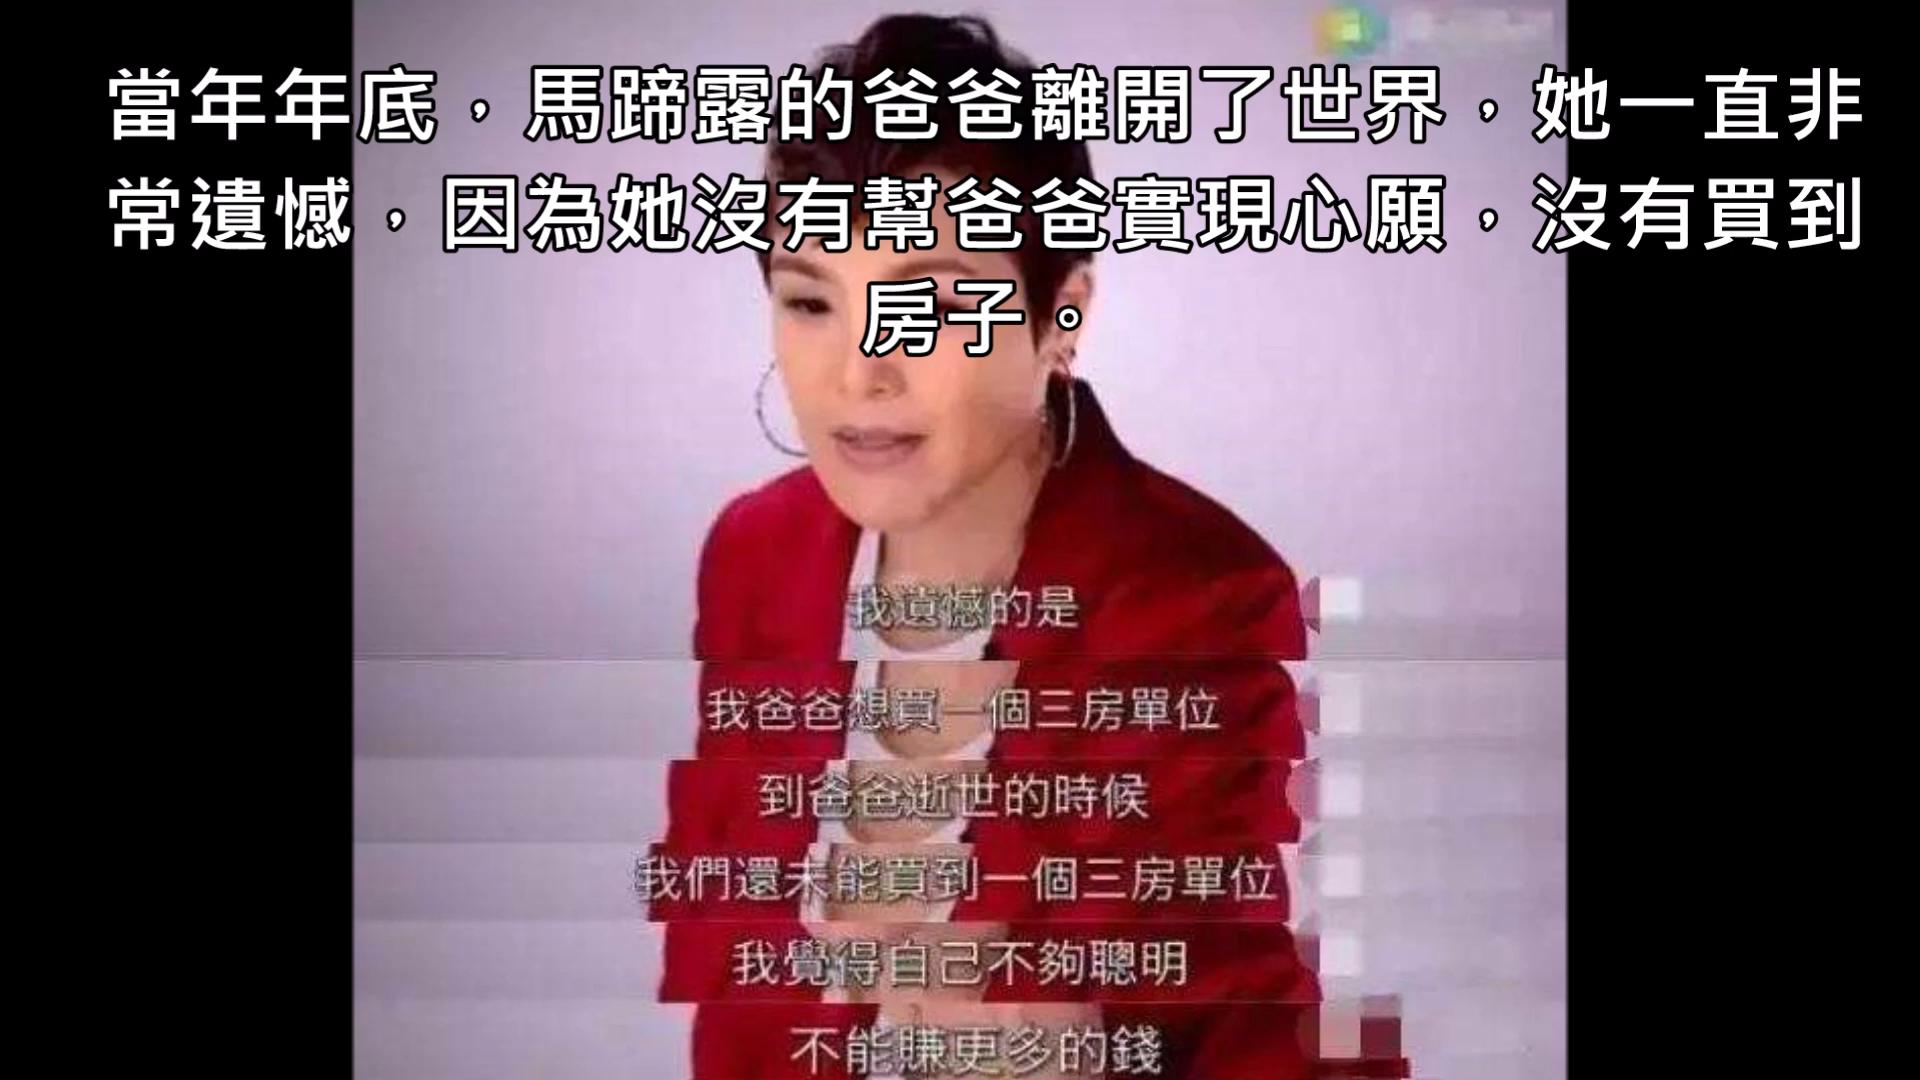 當年年底，馬蹄露的爸爸離開了世界，她一直非
常遺憾，因為她沒有幫爸爸實現心願，沒有買到
房子。
我遺憾的是
我爸爸想買一個三房單位
到爸爸逝世的時候
我們還未能買到一個三房單位
我覺得自己不夠聰明
不能賺更多的錢